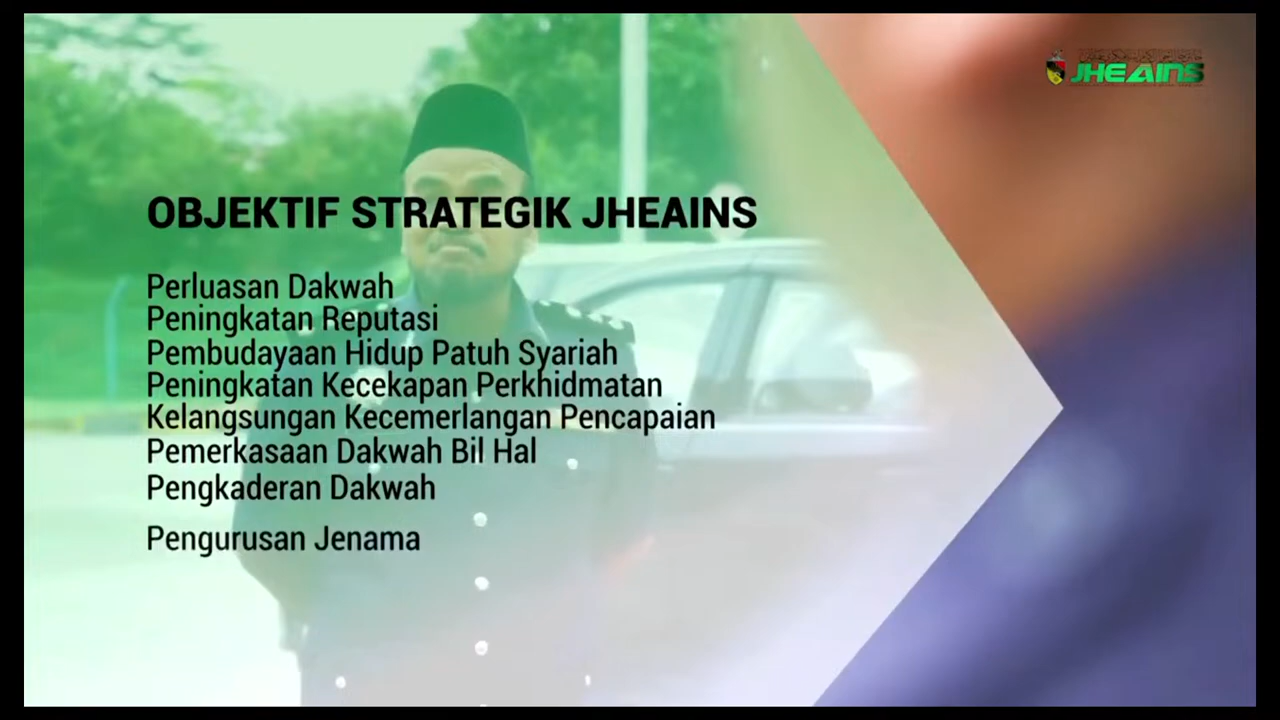 JHEAINS
OBJEKTIF STRATEGIK JHEAINS
Perluasan Dakwah
Peningkatan Reputasi
Pembudayaan Hidup Patuh Syariah
Peningkatan Kecekapan Perkhidmatan
Kelangsungan Kecemerlangan Pencapaian
Pemerkasaan Dakwah Bil Hal
Pengkaderan Dakwah
Pengurusan Jenama